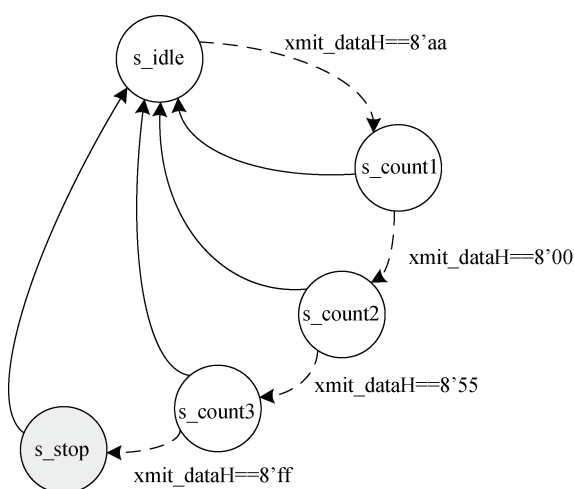 xmit_dataH==8’aa
s_idle
s_count1
xmit_dataH==8’00
s_count2
xmit_dataH==8’55
s_count3
s_stop
xmit_dataH==8’ff